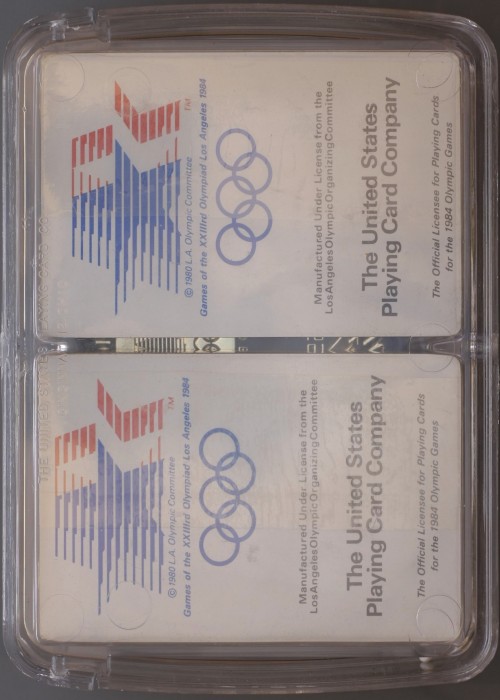 TM
© 1980 L.A. Olympic Committee
Games of the XXIIIrd Olympiad Los Angeles 1984
Manufactured Under License from the
LosAngelesOlympicOrganizingCommittee
The United States
Playing Card Company
The Official Licensee for Playing Cards
for the 1984 Olympic Games
TM
© 1980 L.A. Olympic Committee
Games of the XXIIIrd Olympiad Los Angeles 1984
Manufactured Under License from the
LosAngelesOlympicOrganizingCommittee
The United States
Playing Card Company
The Official Licensee for Playing Cards
for the 1984 Olympic Games